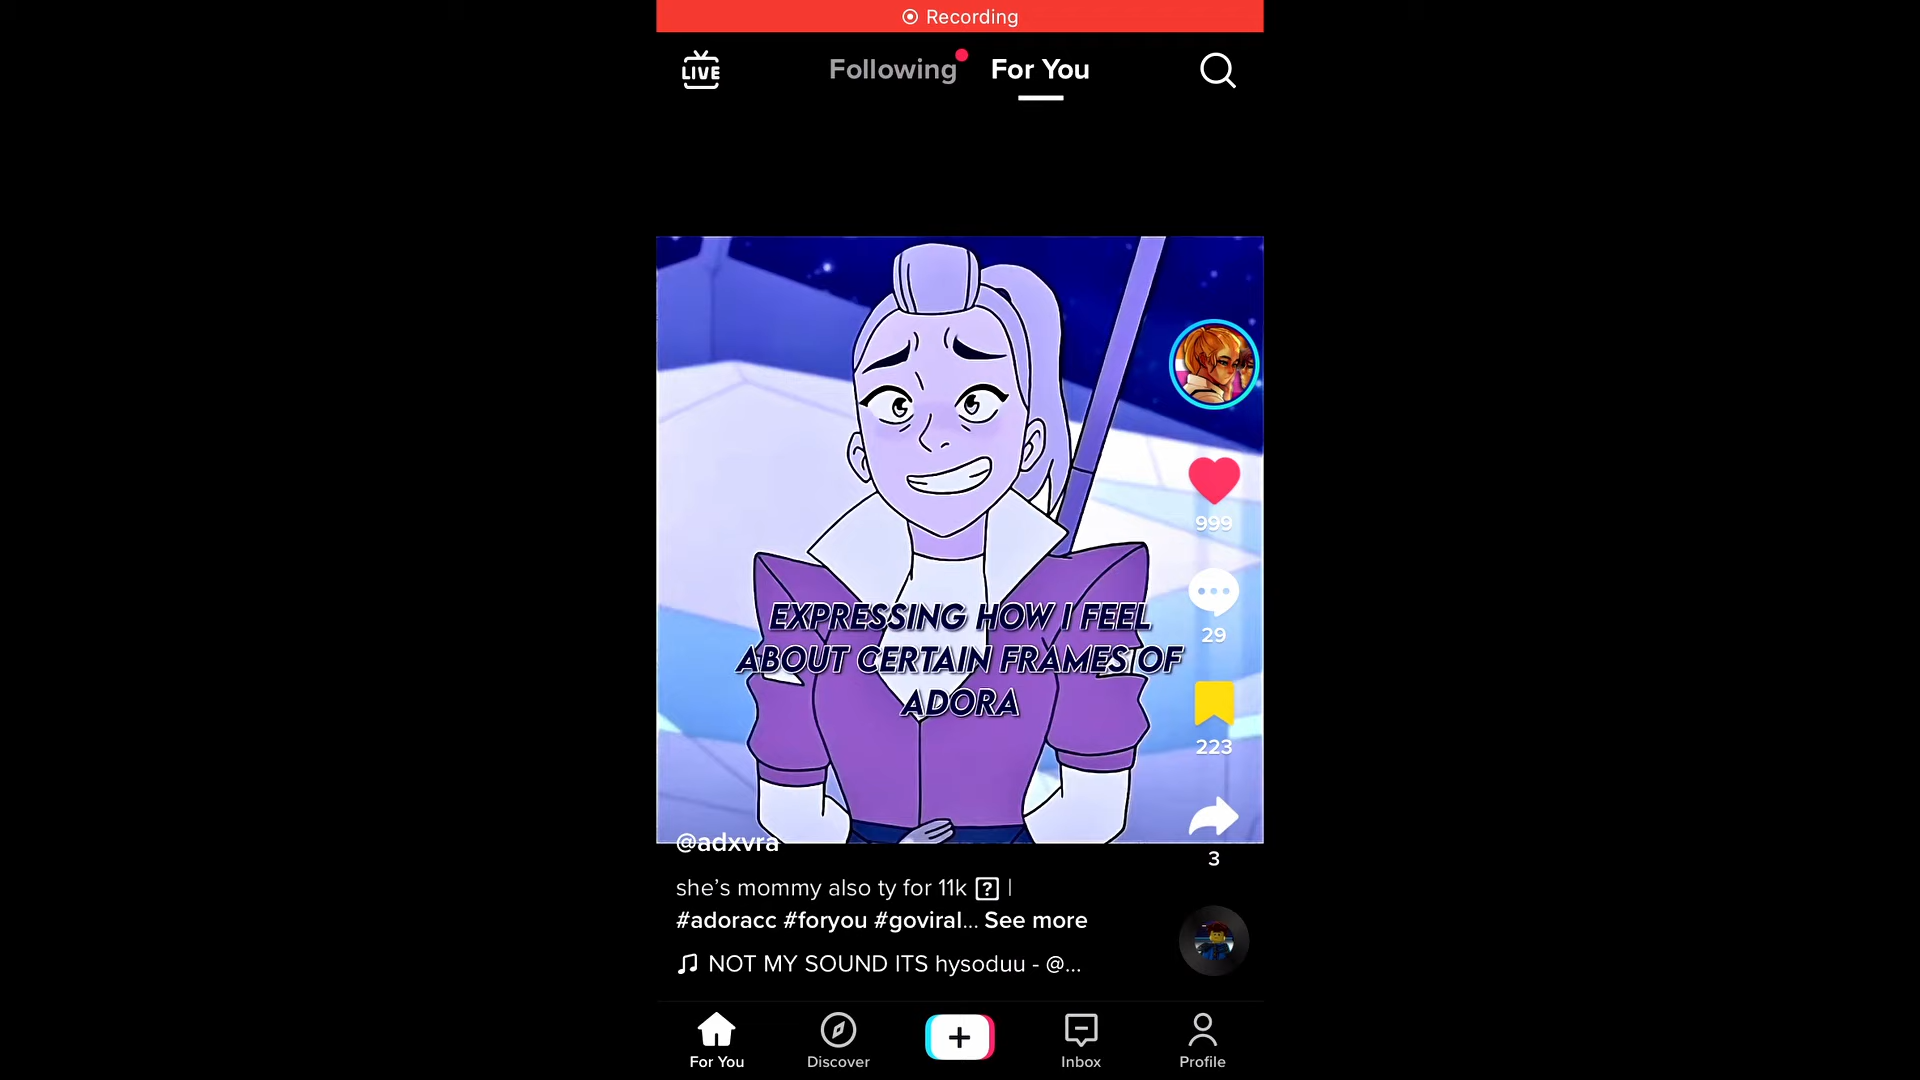 Recording
LIVE
Following
For You
EXPRESSING HOW I FEEL
ABOUT CERTAIN FRAMES OF
ADORA
999
29
223
3
@adxvra
she’s mommy also ty for 11k |
#adoracc #foryou #goviral... See more
NOT MY SOUND ITS hysoduu - @...
For You
Discover
Inbox
Profile